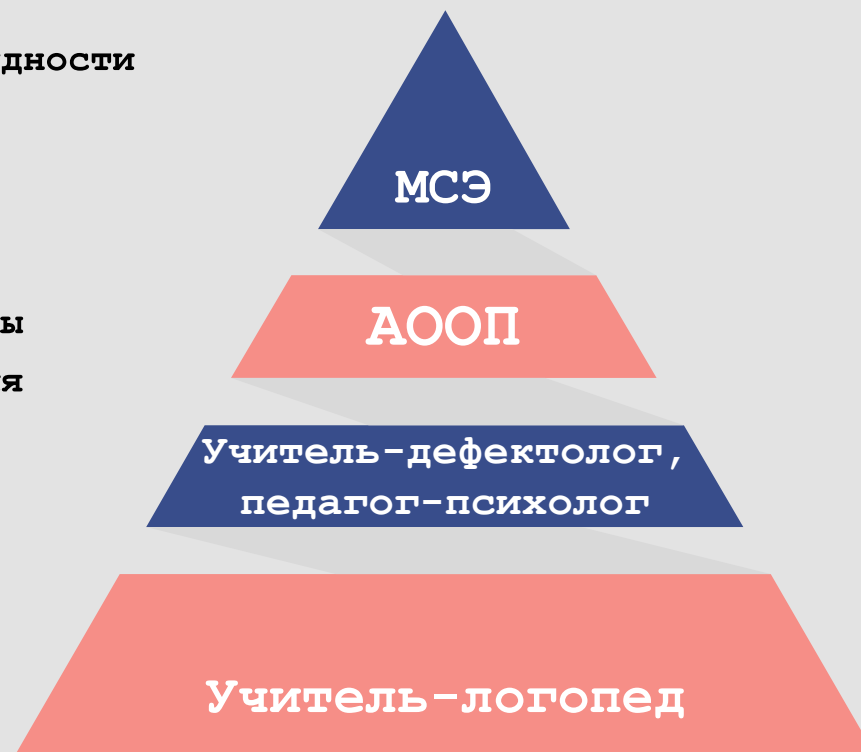 дности
МСЭ
АООП
ы
я
Учитель-дефектолог,
педагог-психолог
Учитель-логопед